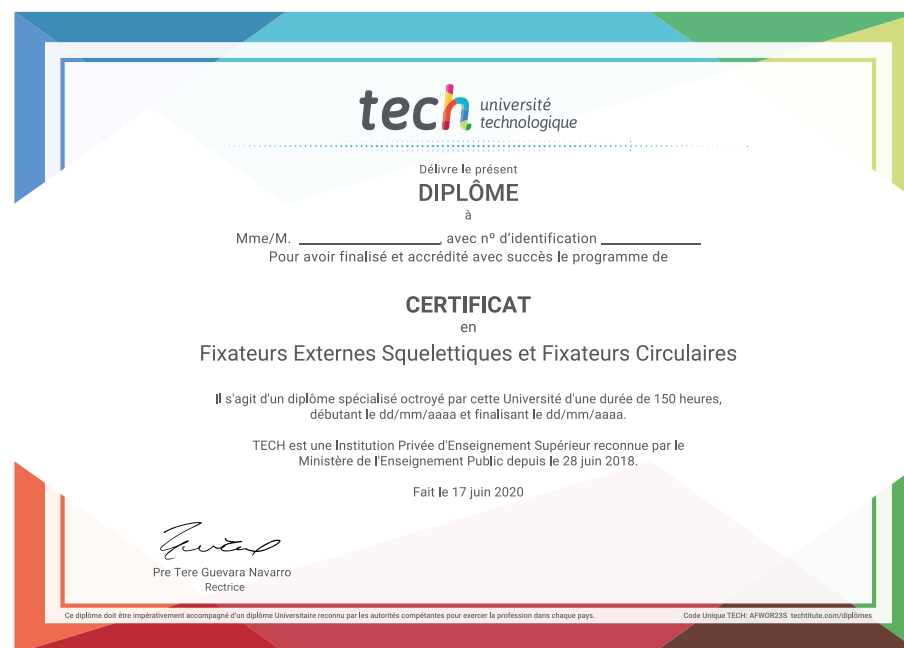 tech université
technologique
Délivre le présent
DIPLÔME
à
Mme/M. ____________________, avec nº d'identification ______________
Pour avoir finalisé et accrédité avec succès le programme de
CERTIFICAT
en
Fixateurs Externes Squelettiques et Fixateurs Circulaires
Il s'agit d'un diplôme spécialisé octroyé par cette Université d'une durée de 150 heures,
débutant le dd/mm/aaaa et finalisant le dd/mm/aaaa.
TECH est une Institution Privée d'Enseignement Supérieur reconnue par le
Ministère de l'Enseignement Public depuis le 28 juin 2018.
Fait le 17 juin 2020
Pre Tere Guevara Navarro
Rectrice
Ce diplôme doit être impérativement accompagné d'un diplôme Universitaire reconnu par les autorités compétentes pour exercer la profession dans chaque pays.
Code Unique TECH: AFWOR23S techtitute.com/diplômes